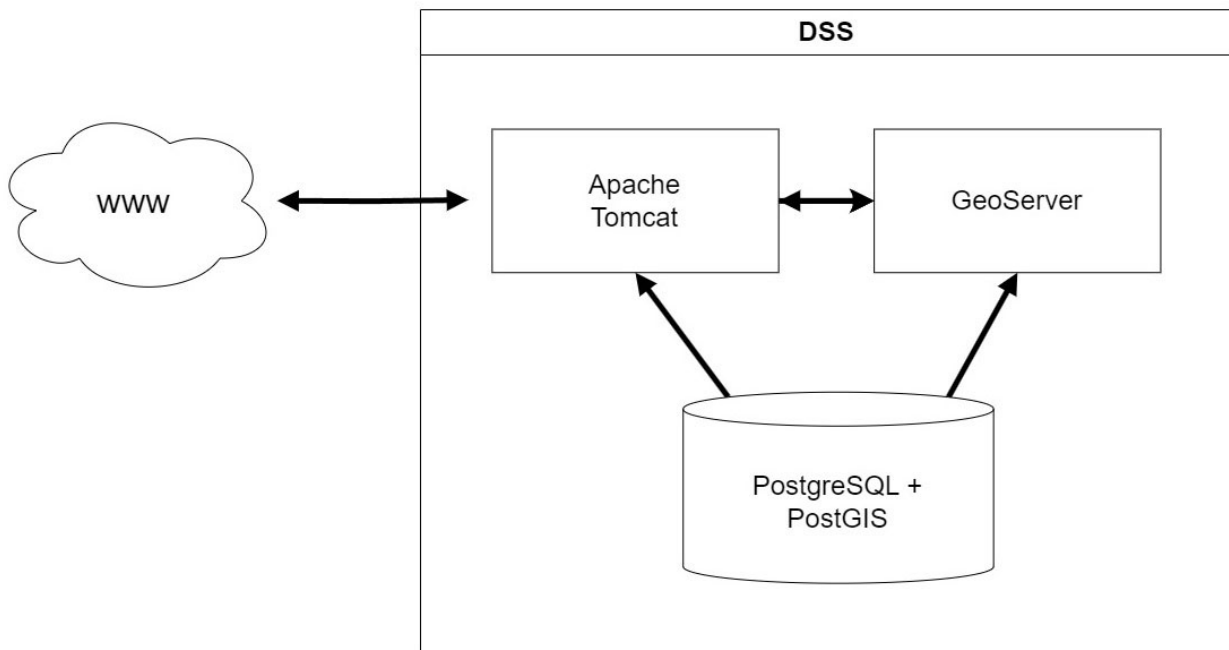 DSS
www
Apache
Tomcat
GeoServer
PostgreSQL +
PostGIS